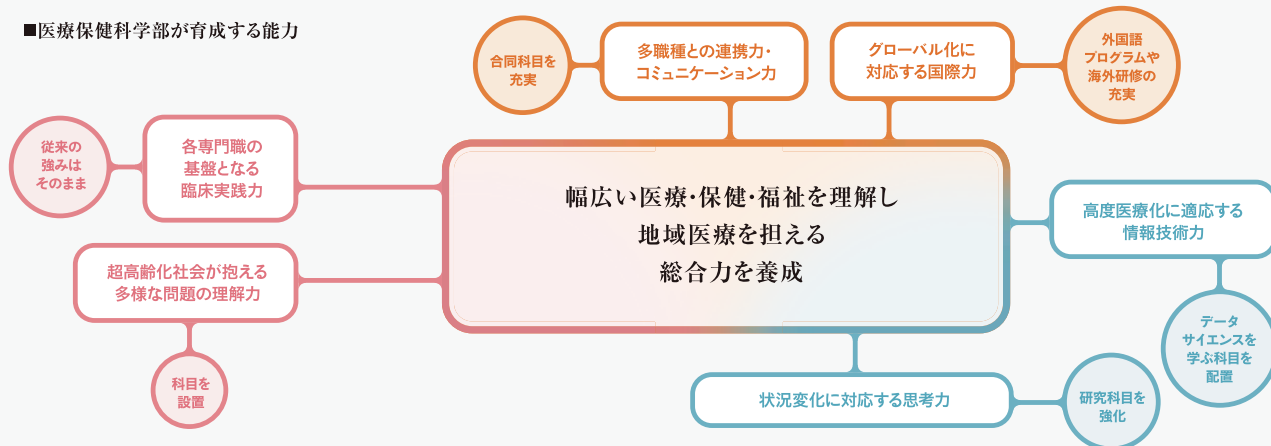 ■医療保健科学部が育成する能力
合同科目を
充実
多職種との連携力・
コミュニケーション力
グローバル化に
対応する国際力
外国語
プログラムや
海外研修の
充実
従来の
強みは
そのまま
各専門職の
基盤となる
臨床実践力
幅広い医療・保健・福祉を理解し
地域医療を担える
総合力を養成
高度医療化に適応する
情報技術力
超高齢化社会が抱える
多様な問題の理解力
データ
サイエンスを
学ぶ科目を
配置
科目を
設置
状況変化に対応する思考力
研究科目を
強化